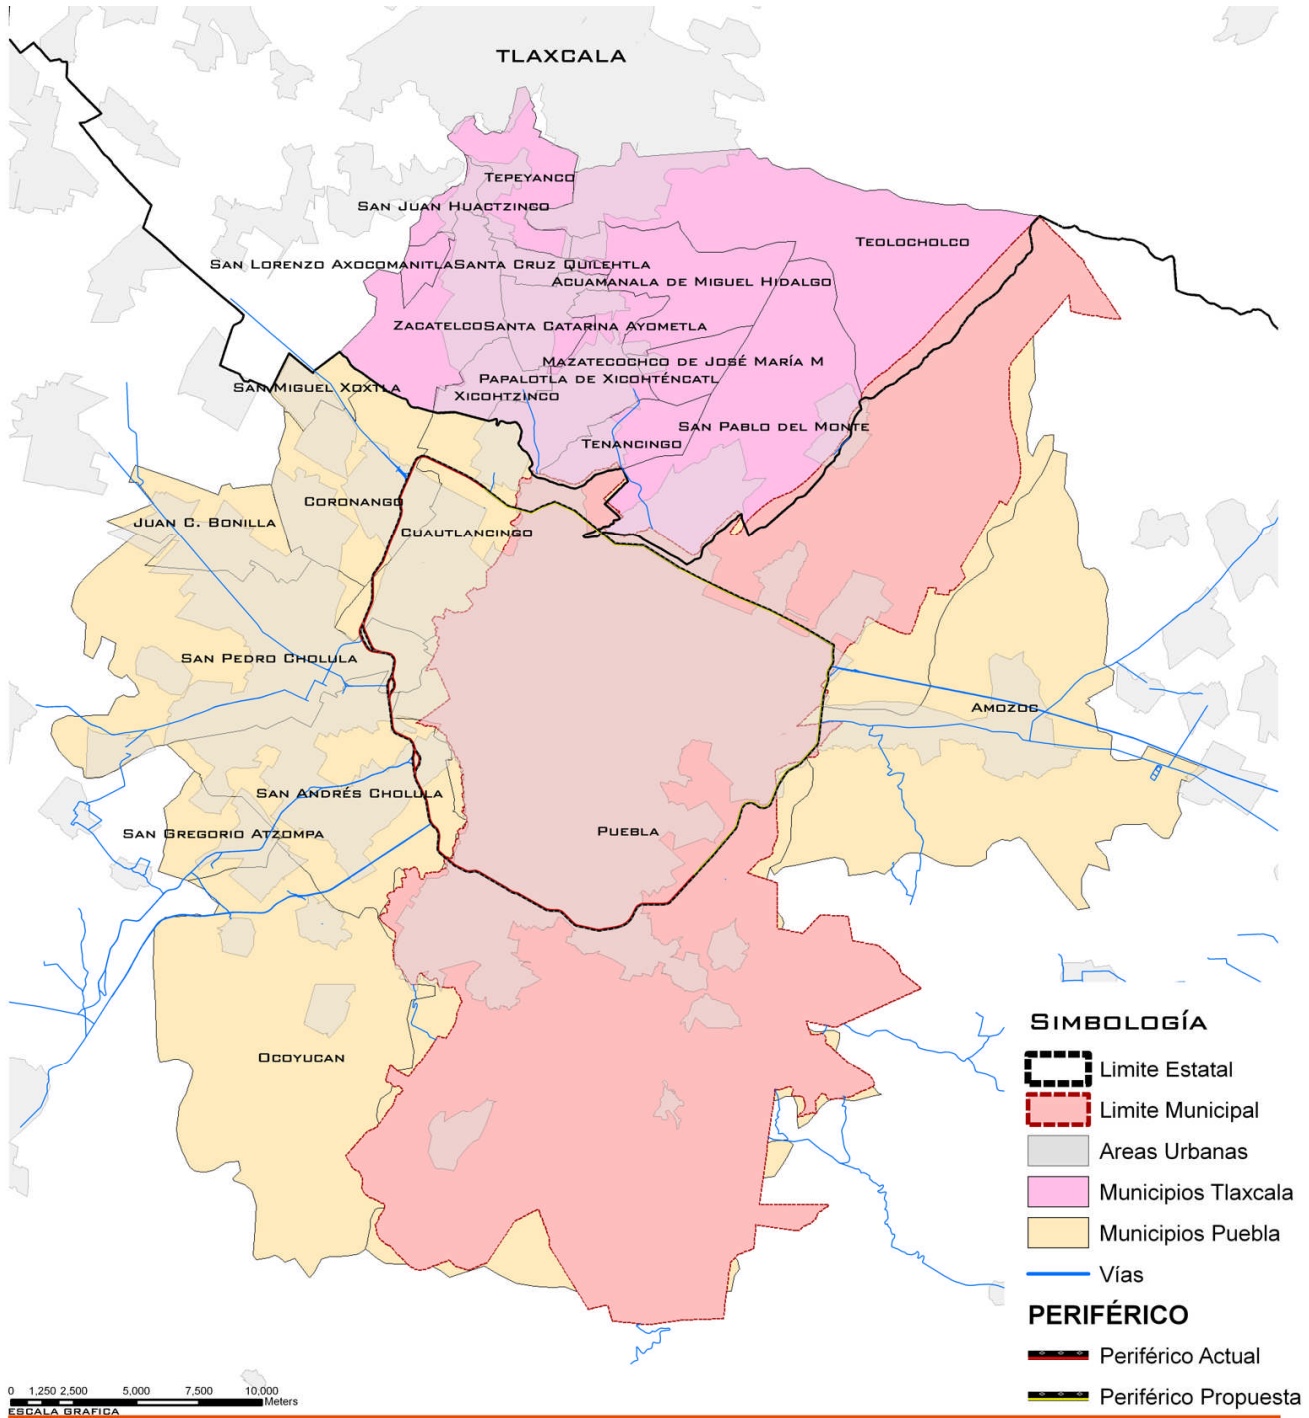 TLAXCALA
TEPEYANCO
SAN JUAN HUACTZINCO
TEOLOCHOLCO
SAN LORENZO AXOCOMANITLA SANTA CRUZ QUILEHTLA
ACUAMANALA DE MIGUEL HIDALGO
ZACATELCO SANTA CATARINA AYOMETLA
MAZATECOCHCO DE JOSÉ MARÍA M
PAPALOTLA DE XICOHTÉNCATL
SAN MIGUEL XOXTLA
XICOHTZINCO
SAN PABLO DEL MONTE
TENANCINGO
CORONANGO
JUAN C. BONILLA
CUAUTLANCINGO
SAN PEDRO CHOLULA
AMOZOC
SAN ANDRÉS CHOLULA
SAN GREGORIO ATZOMPA
PUEBLA
OCOYUCAN
SIMBOLOGÍA
Limite Estatal
Limite Municipal
Areas Urbanas
Municipios Tlaxcala
Municipios Puebla
Vías
PERIFÉRICO
Periférico Actual
Periférico Propuesta
0 1,250 2,500 5,000 7,500 10,000
Meters
ESCALA GRAFICA